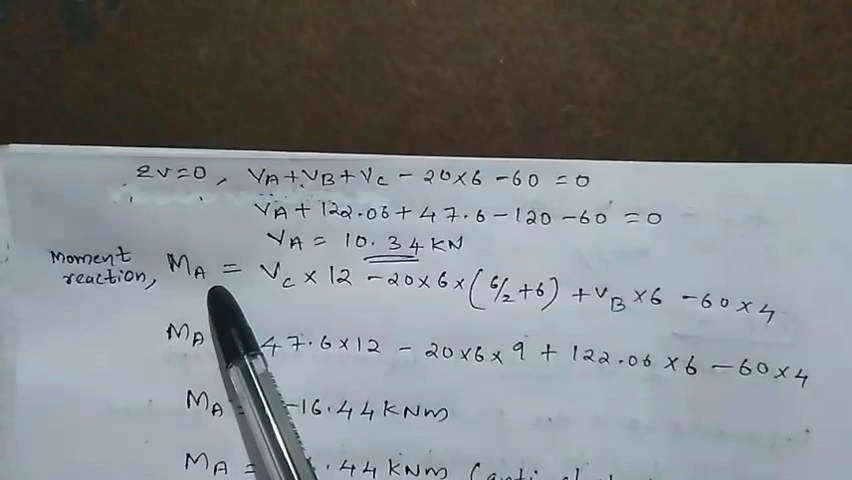 ΣV=0, VA+VB+VC - 20×6 - 60 = 0
VA + 122.06 + 47.6 - 120 - 60 = 0
VA = 10.34 KN
Moment reaction, MA = VC × 12 - 20×6×(6/2+6) + VB×6 - 60×4
MA 47.6×12 - 20×6×9 + 122.06×6 - 60×4
MA = -16.44 KNm
MA = .44 KNm